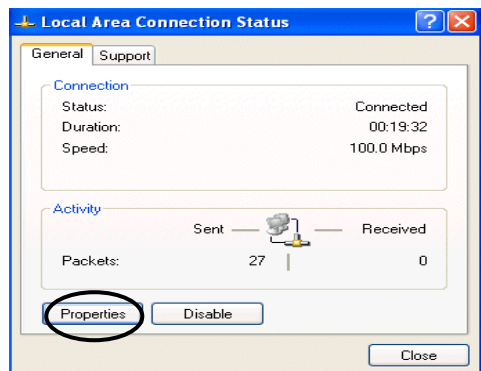 Local Area Connection Status
General Support
Connection
Status: Connected
Duration: 00:19:32
Speed: 100.0 Mbps
Activity
Sent Received
Packets: 27 0
Properties Disable
Close